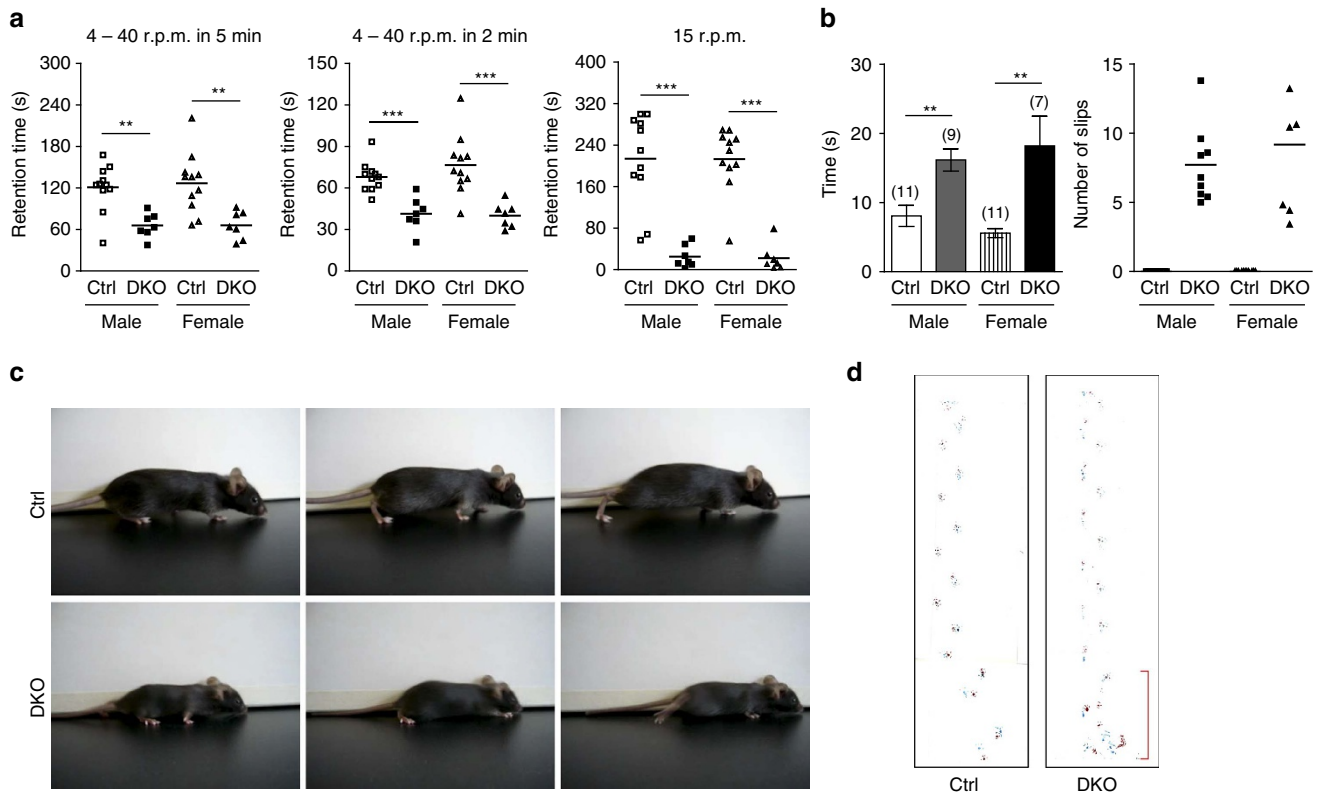 a
4 – 40 r.p.m. in 5 min
Retention time (s)
300
240
180
120
60
0
**
**
Ctrl DKO Ctrl DKO
Male Female
4 – 40 r.p.m. in 2 min
Retention time (s)
150
120
90
60
30
0
***
***
Ctrl DKO Ctrl DKO
Male Female
15 r.p.m.
Retention time (s)
400
300
240
160
80
0
***
***
Ctrl DKO Ctrl DKO
Male Female
b
Time (s)
30
20
10
0
**
**
(11) (9) (11) (7)
Ctrl DKO Ctrl DKO
Male Female
Number of slips
15
10
5
0
Ctrl DKO Ctrl DKO
Male Female
c
Ctrl
DKO
d
Ctrl DKO